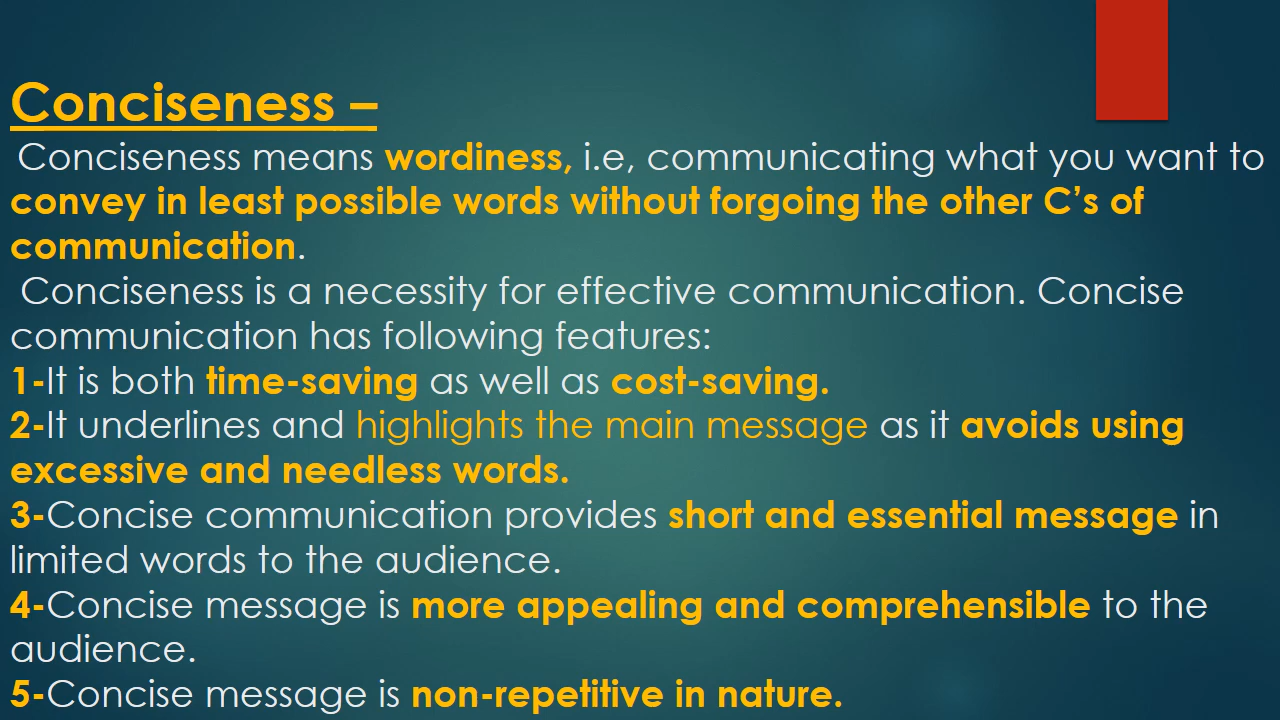 Conciseness –
Conciseness means wordiness, i.e, communicating what you want to
convey in least possible words without forgoing the other C’s of
communication.
Conciseness is a necessity for effective communication. Concise
communication has following features:
1-It is both time-saving as well as cost-saving.
2-It underlines and highlights the main message as it avoids using
excessive and needless words.
3-Concise communication provides short and essential message in
limited words to the audience.
4-Concise message is more appealing and comprehensible to the
audience.
5-Concise message is non-repetitive in nature.